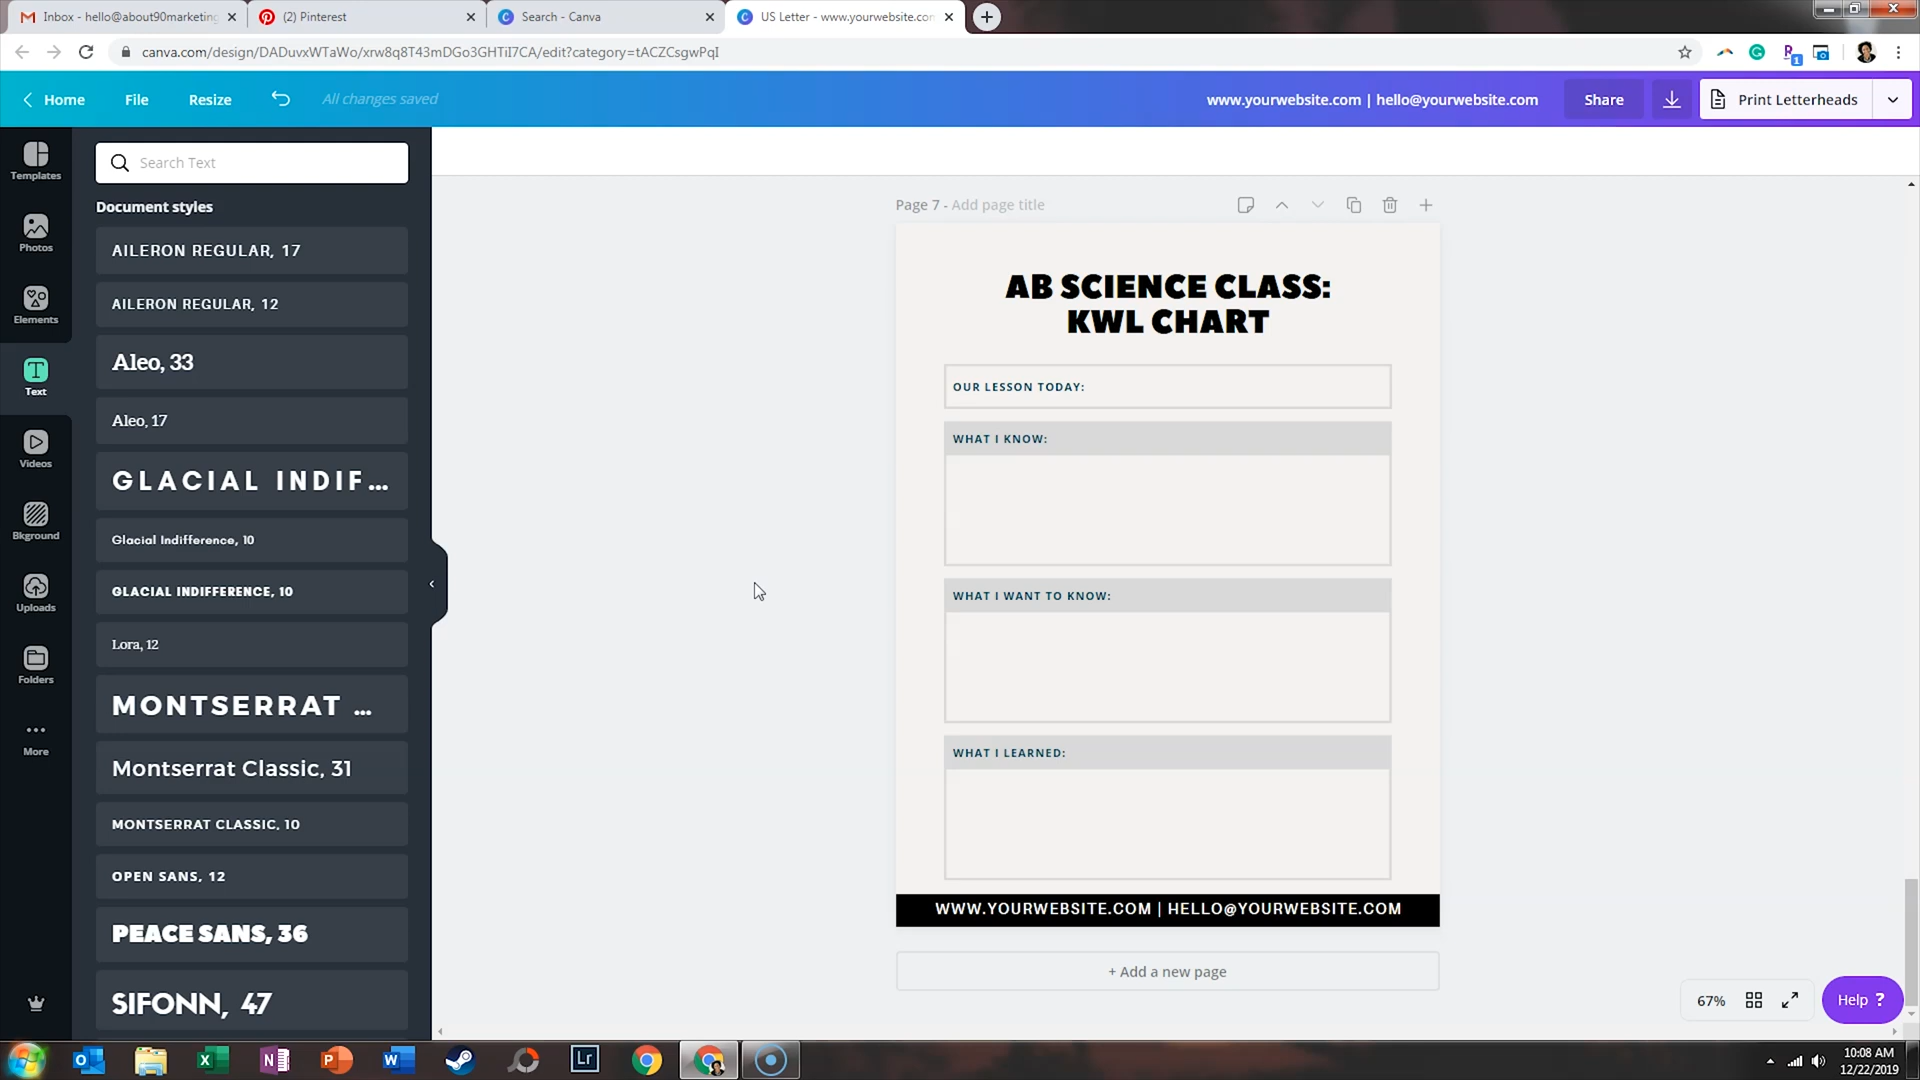 Inbox - hello@about90marketing
(2) Pinterest
Search - Canva
US Letter - www.yourwebsite.con
canva.com/design/DADuvxWTaWo/xrw8q8T43mDGo3GHTiI7CA/edit?category=tACZCsgwPqI
Home
File
Resize
All changes saved
www.yourwebsite.com | hello@yourwebsite.com
Share
Print Letterheads
Templates
Photos
Elements
Text
Videos
Bkground
Uploads
Folders
More
Search Text
Document styles
AILERON REGULAR, 17
AILERON REGULAR, 12
Aleo, 33
Aleo, 17
GLACIAL INDIF...
Glacial Indifference, 10
GLACIAL INDIFFERENCE, 10
Lora, 12
MONTSERRAT ...
Montserrat Classic, 31
MONTSERRAT CLASSIC, 10
OPEN SANS, 12
PEACE SANS, 36
SIFONN, 47
Page 7 - Add page title
AB SCIENCE CLASS:
KWL CHART
OUR LESSON TODAY:
WHAT I KNOW:
WHAT I WANT TO KNOW:
WHAT I LEARNED:
WWW.YOURWEBSITE.COM | HELLO@YOURWEBSITE.COM
+ Add a new page
67%
Help ?
10:08 AM
12/22/2019